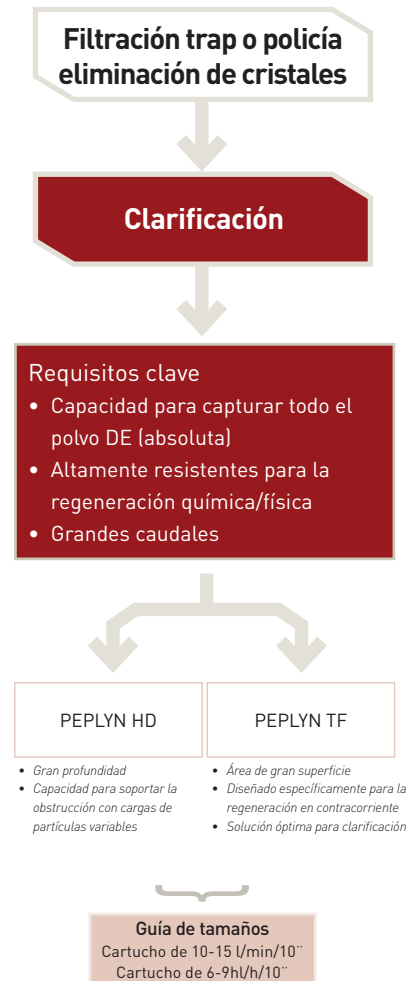 Filtración trap o policía
eliminación de cristales
Clarificación
Requisitos clave
• Capacidad para capturar todo el
polvo DE (absoluta)
• Altamente resistentes para la
regeneración química/física
• Grandes caudales
PEPLYN HD
• Gran profundidad
• Capacidad para soportar la
obstrucción con cargas de
partículas variables
PEPLYN TF
• Área de gran superficie
• Diseñado específicamente para la
regeneración en contracorriente
• Solución óptima para clarificación
Guía de tamaños
Cartucho de 10-15 l/min/10¨
Cartucho de 6-9hl/h/10¨